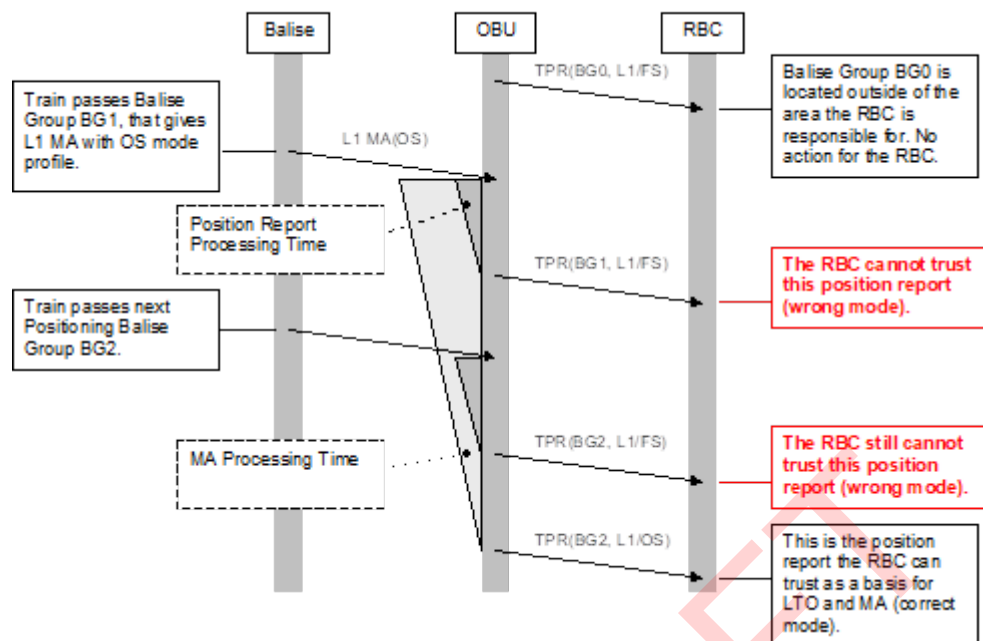 Balise
OBU
RBC
TPR(BG0, L1/FS)
Balise Group BG0 is
located outside of the
area the RBC is
responsible for. No
action for the RBC.
Train passes Balise
Group BG1, that gives
L1 MA with OS mode
profile.
L1 MA(OS)
Position Report
Processing Time
TPR(BG1, L1/FS)
The RBC cannot trust
this position report
(wrong mode).
Train passes next
Positioning Balise
Group BG2.
MA Processing Time
TPR(BG2, L1/FS)
The RBC still cannot
trust this position
report (wrong mode).
TPR(BG2, L1/OS)
This is the position
report the RBC can
trust as a basis for
LTO and MA (correct
mode).